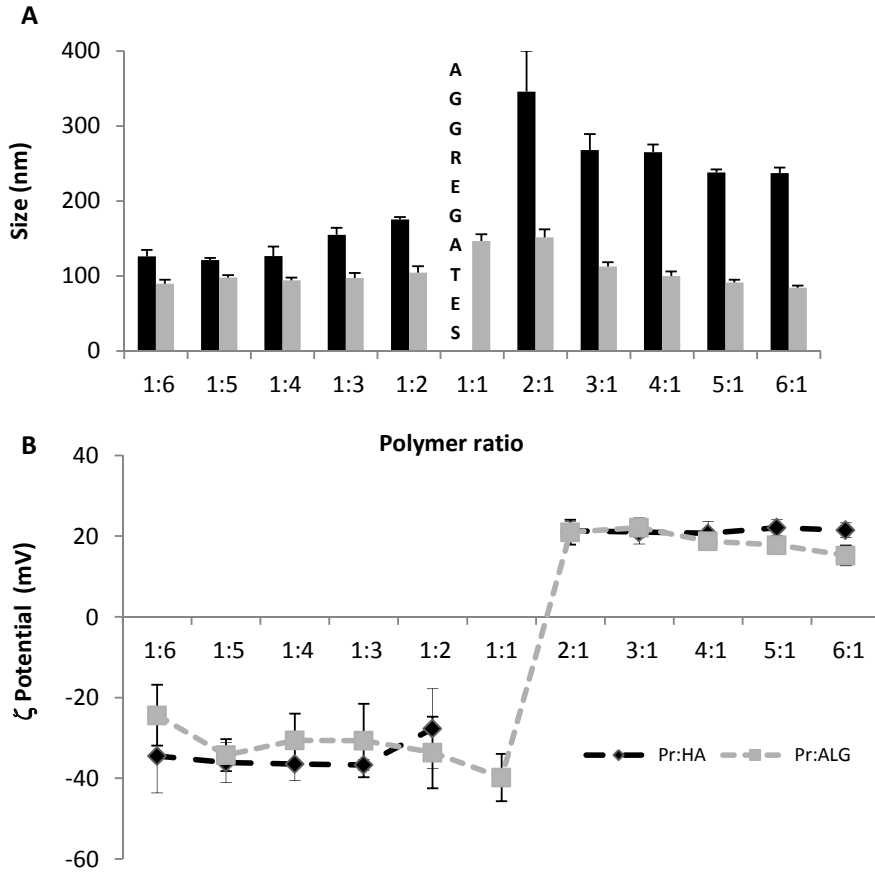 A
400
300
200
100
0
Size (nm)
AGGREGATES
1:6 1:5 1:4 1:3 1:2 1:1 2:1 3:1 4:1 5:1 6:1
Polymer ratio
B
40
20
0
-20
-40
-60
ζ Potential (mV)
1:6 1:5 1:4 1:3 1:2 1:1 2:1 3:1 4:1 5:1 6:1
Pr:HA Pr:ALG